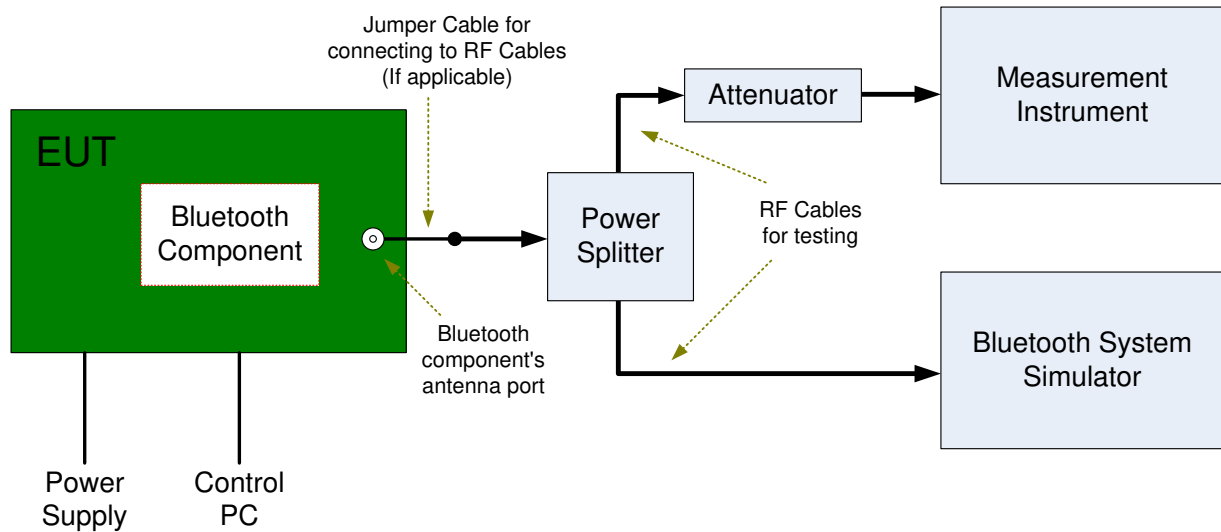 Jumper Cable for
connecting to RF Cables
(If applicable)
EUT
Bluetooth
Component
Bluetooth
component's
antenna port
Power
Supply
Control
PC
Power
Splitter
Attenuator
RF Cables
for testing
Measurement
Instrument
Bluetooth System
Simulator